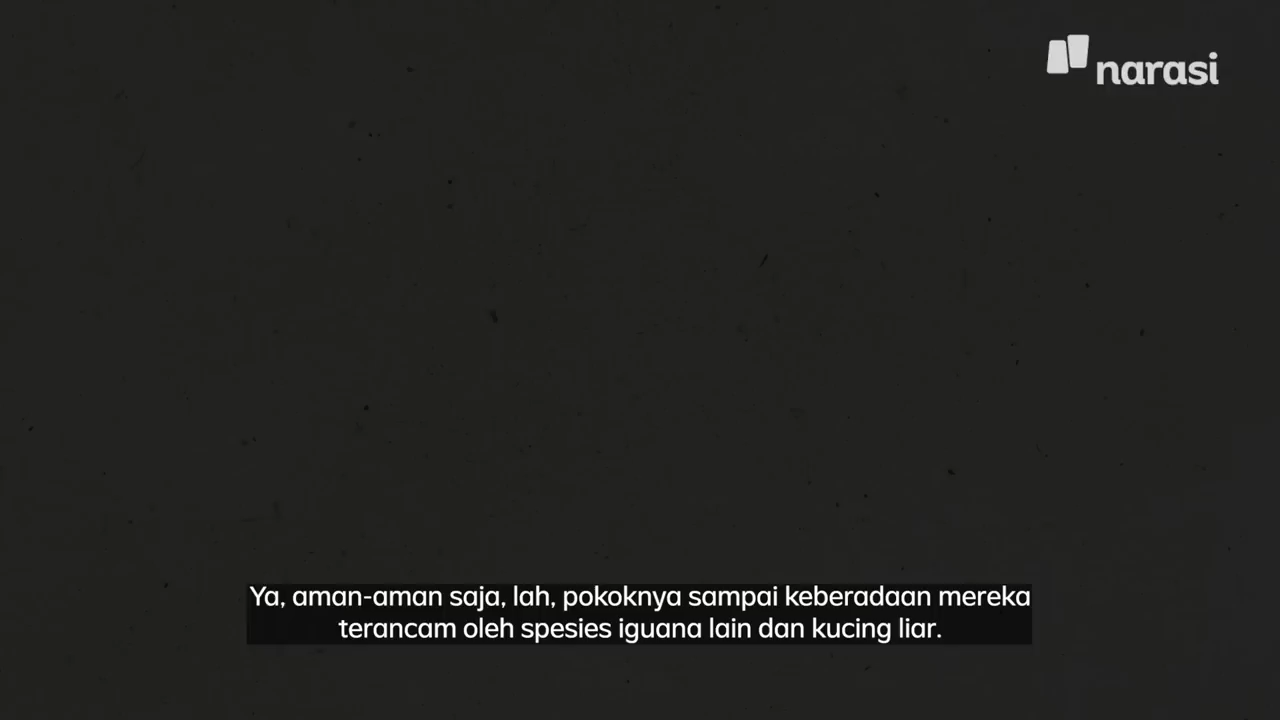 narasi
Ya, aman-aman saja, lah, pokoknya sampai keberadaan mereka
terancam oleh spesies iguana lain dan kucing liar.